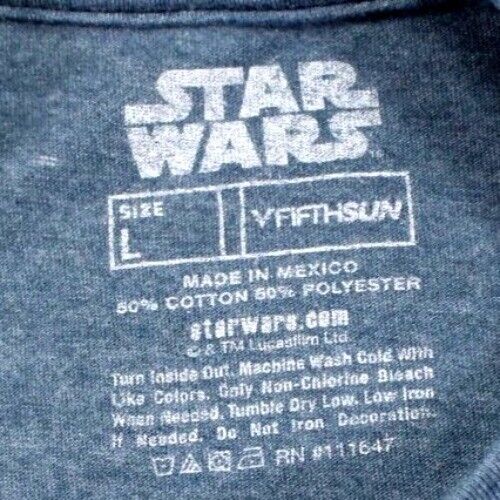 STAR
WARS
TM
SIZE
L
FIFTHSUN
MADE IN MEXICO
50% COTTON 50% POLYESTER
starwars.com
© & TM Lucasfilm Ltd.
Turn Inside Out. Machine Wash Cold With
Like Colors. Only Non-Chlorine Bleach
When Needed. Tumble Dry Low. Low Iron
If Needed. Do Not Iron Decoration.
RN #111647